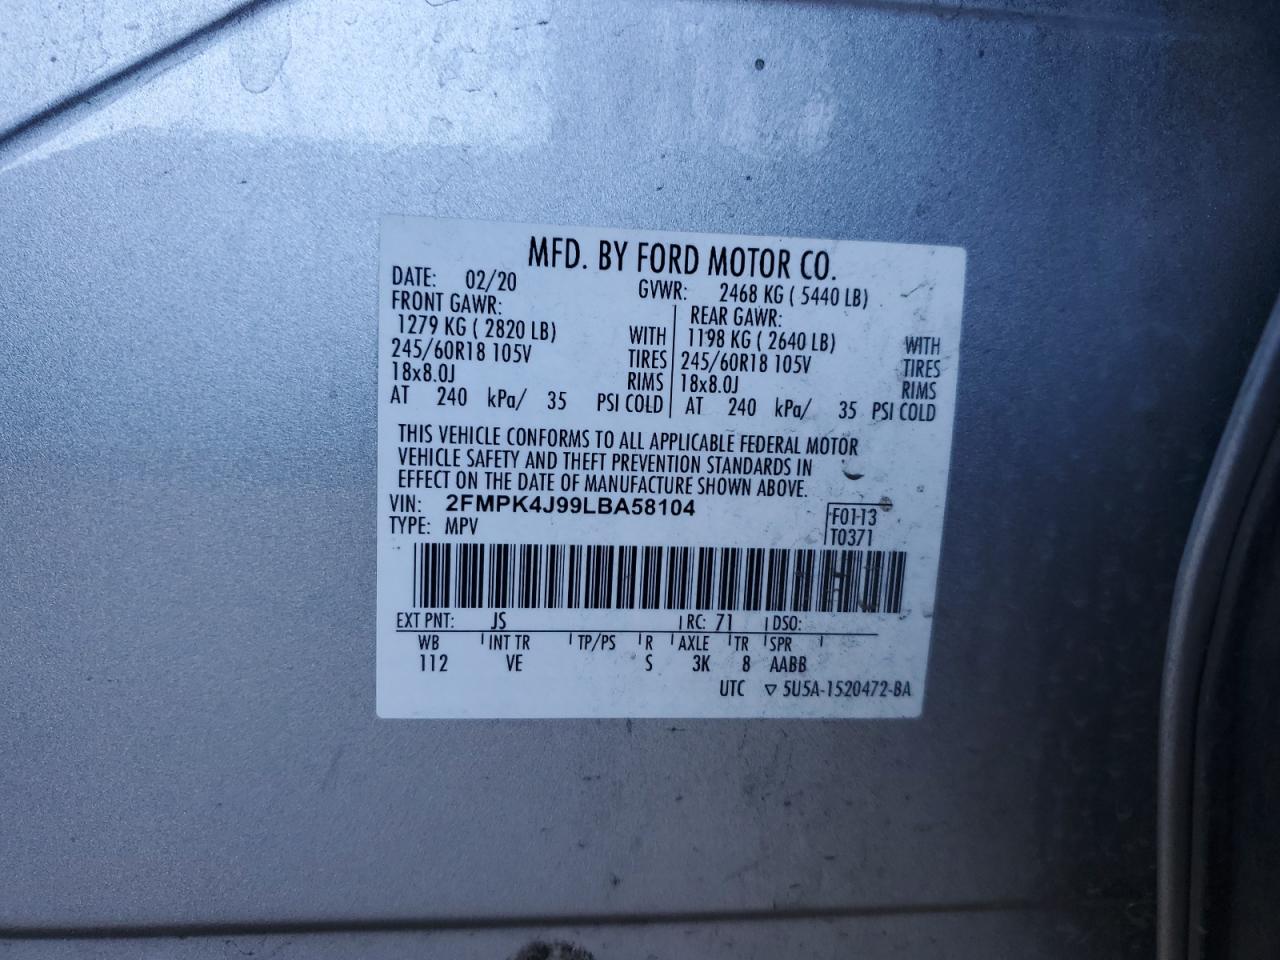 MFD. BY FORD MOTOR CO.
DATE: 02/20 GVWR: 2468 KG ( 5440 LB)
FRONT GAWR: REAR GAWR:
1279 KG ( 2820 LB) WITH 1198 KG ( 2640 LB) WITH
245/60R18 105V TIRES 245/60R18 105V TIRES
18x8.0J RIMS 18x8.0J RIMS
AT 240 kPa/ 35 PSI COLD AT 240 kPa/ 35 PSI COLD
THIS VEHICLE CONFORMS TO ALL APPLICABLE FEDERAL MOTOR
VEHICLE SAFETY AND THEFT PREVENTION STANDARDS IN
EFFECT ON THE DATE OF MANUFACTURE SHOWN ABOVE.
VIN: 2FMPK4J99LBA58104 F0113
TYPE: MPV T0371
EXT PNT: JS RC: 71 DSO:
WB INT TR TP/PS R AXLE TR SPR
112 VE S 3K 8 AABB
UTC ▽ 5U5A-1520472-BA